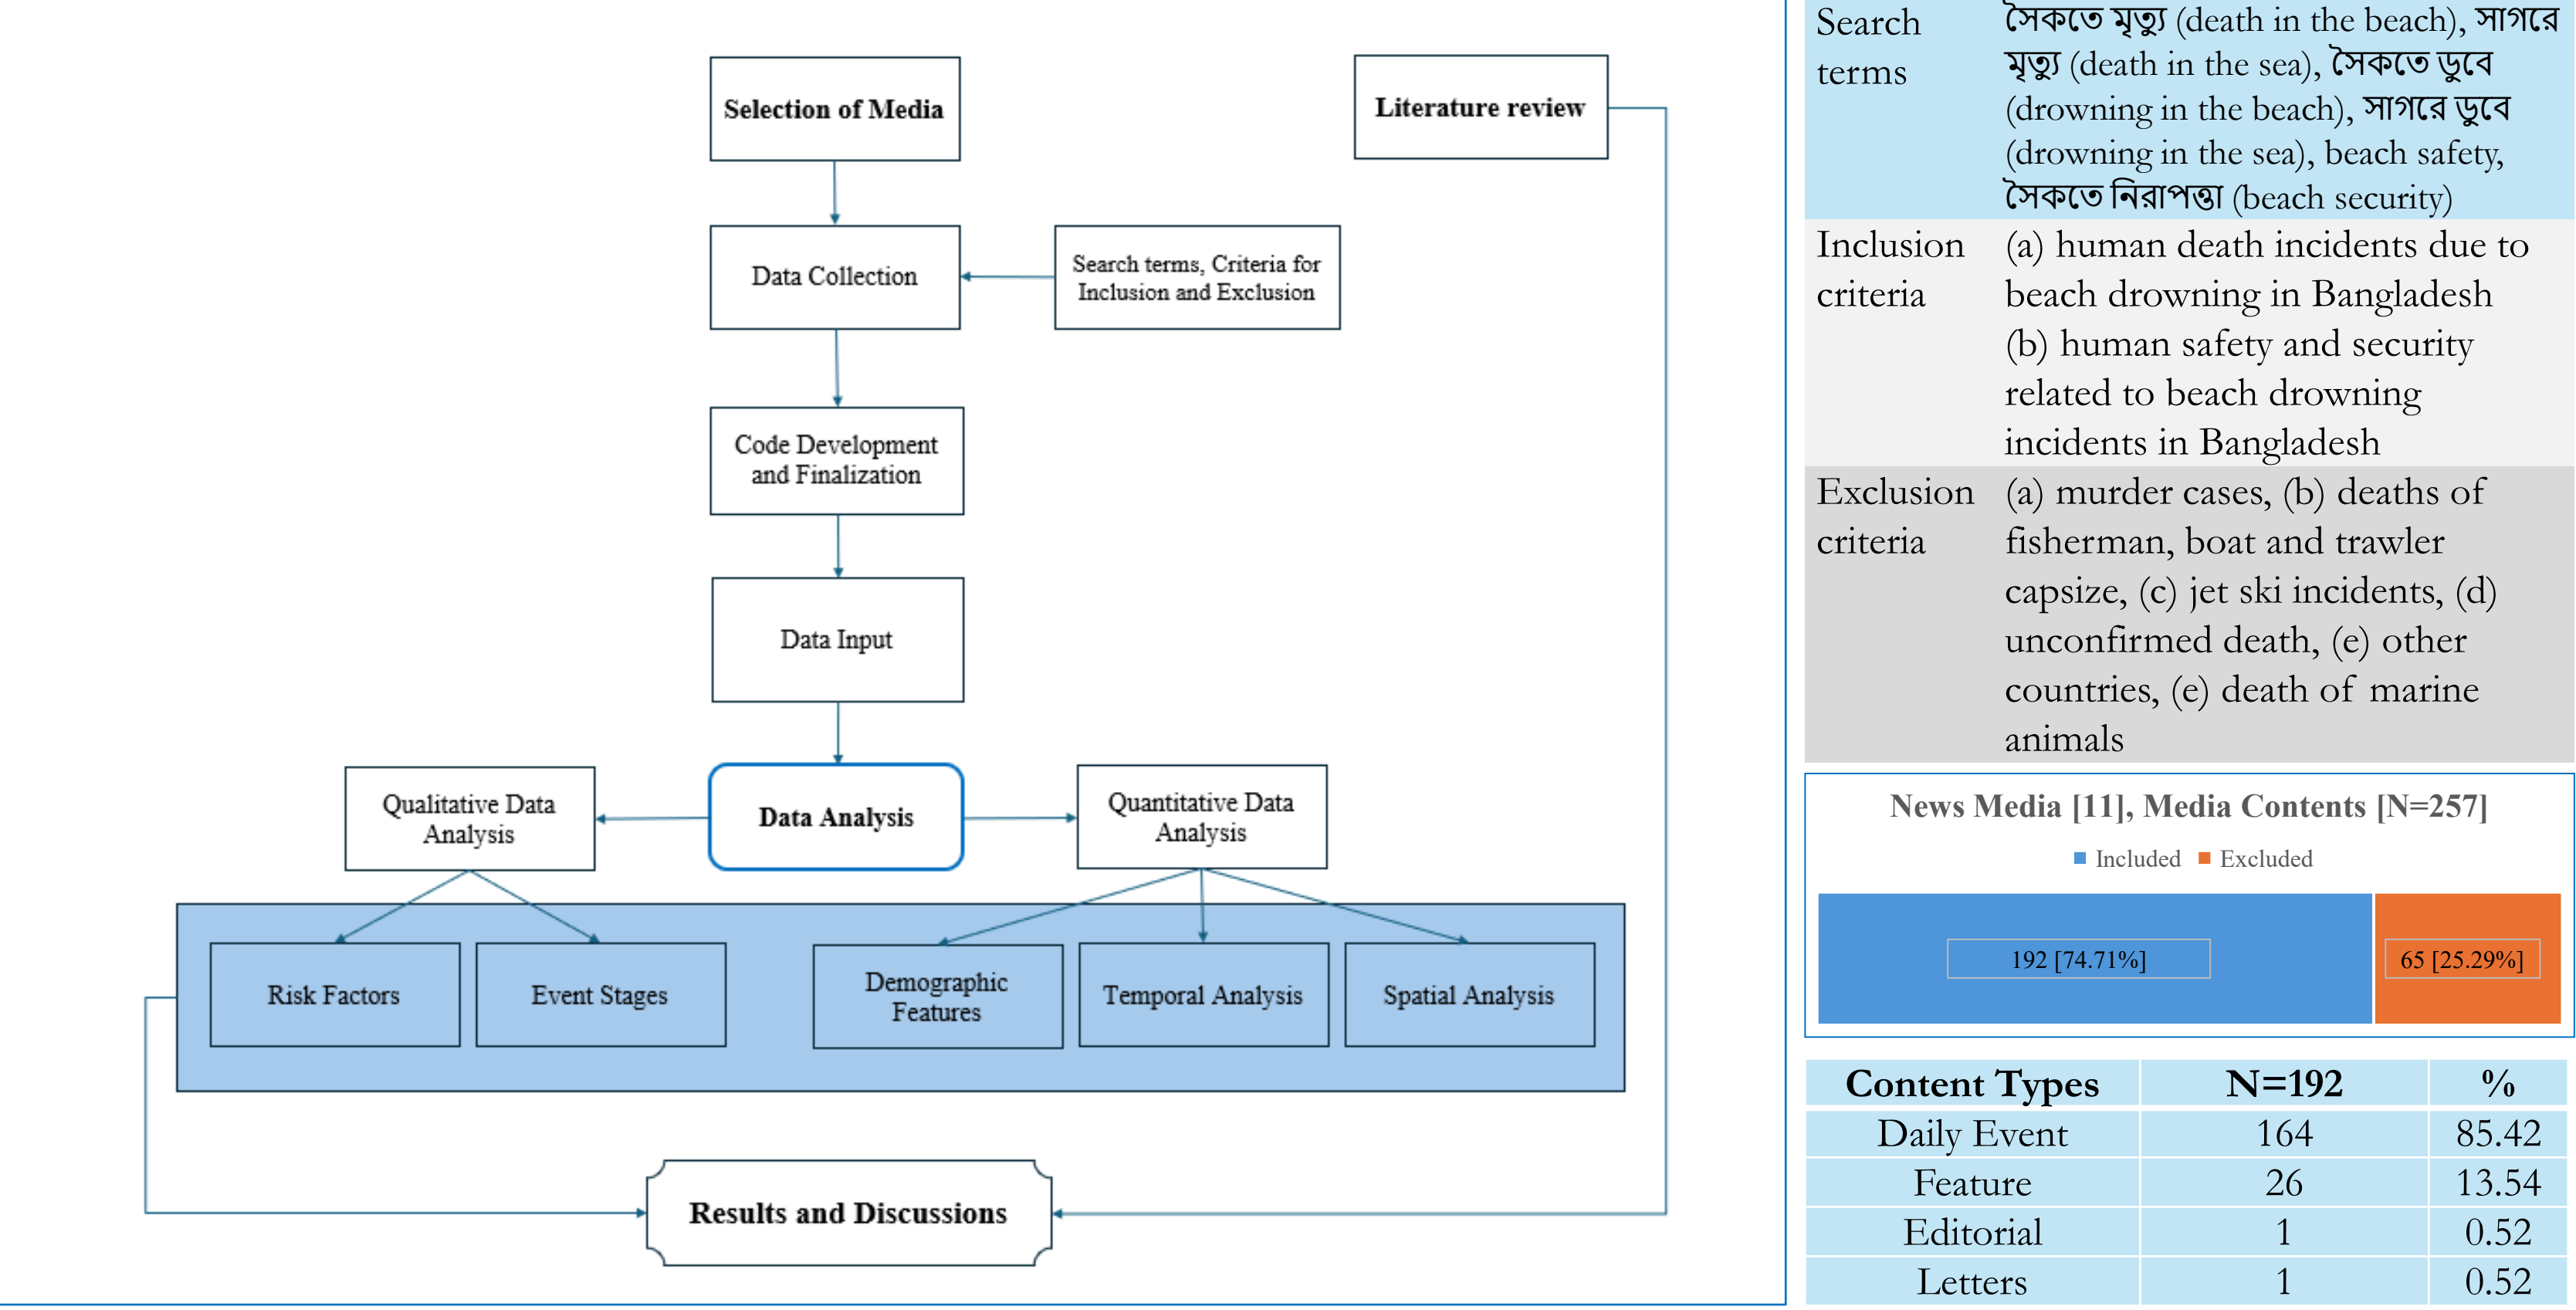 Selection of Media
Literature review
Data Collection
Search terms, Criteria for
Inclusion and Exclusion
Code Development
and Finalization
Data Input
Qualitative Data
Analysis
Data Analysis
Quantitative Data
Analysis
Risk Factors
Event Stages
Demographic
Features
Temporal Analysis
Spatial Analysis
Results and Discussions
Search
terms
সৈকতে মৃত্যু (death in the beach), সাগরে
মৃত্যু (death in the sea), সৈকতে ডুবে
(drowning in the beach), সাগরে ডুবে
(drowning in the sea), beach safety,
সৈকতে নিরাপত্তা (beach security)
Inclusion
criteria
(a) human death incidents due to
beach drowning in Bangladesh
(b) human safety and security
related to beach drowning
incidents in Bangladesh
Exclusion
criteria
(a) murder cases, (b) deaths of
fisherman, boat and trawler
capsize, (c) jet ski incidents, (d)
unconfirmed death, (e) other
countries, (e) death of marine
animals
News Media [11], Media Contents [N=257]
Included Excluded
192 [74.71%] 65 [25.29%]
Content Types N=192 %
Daily Event 164 85.42
Feature 26 13.54
Editorial 1 0.52
Letters 1 0.52